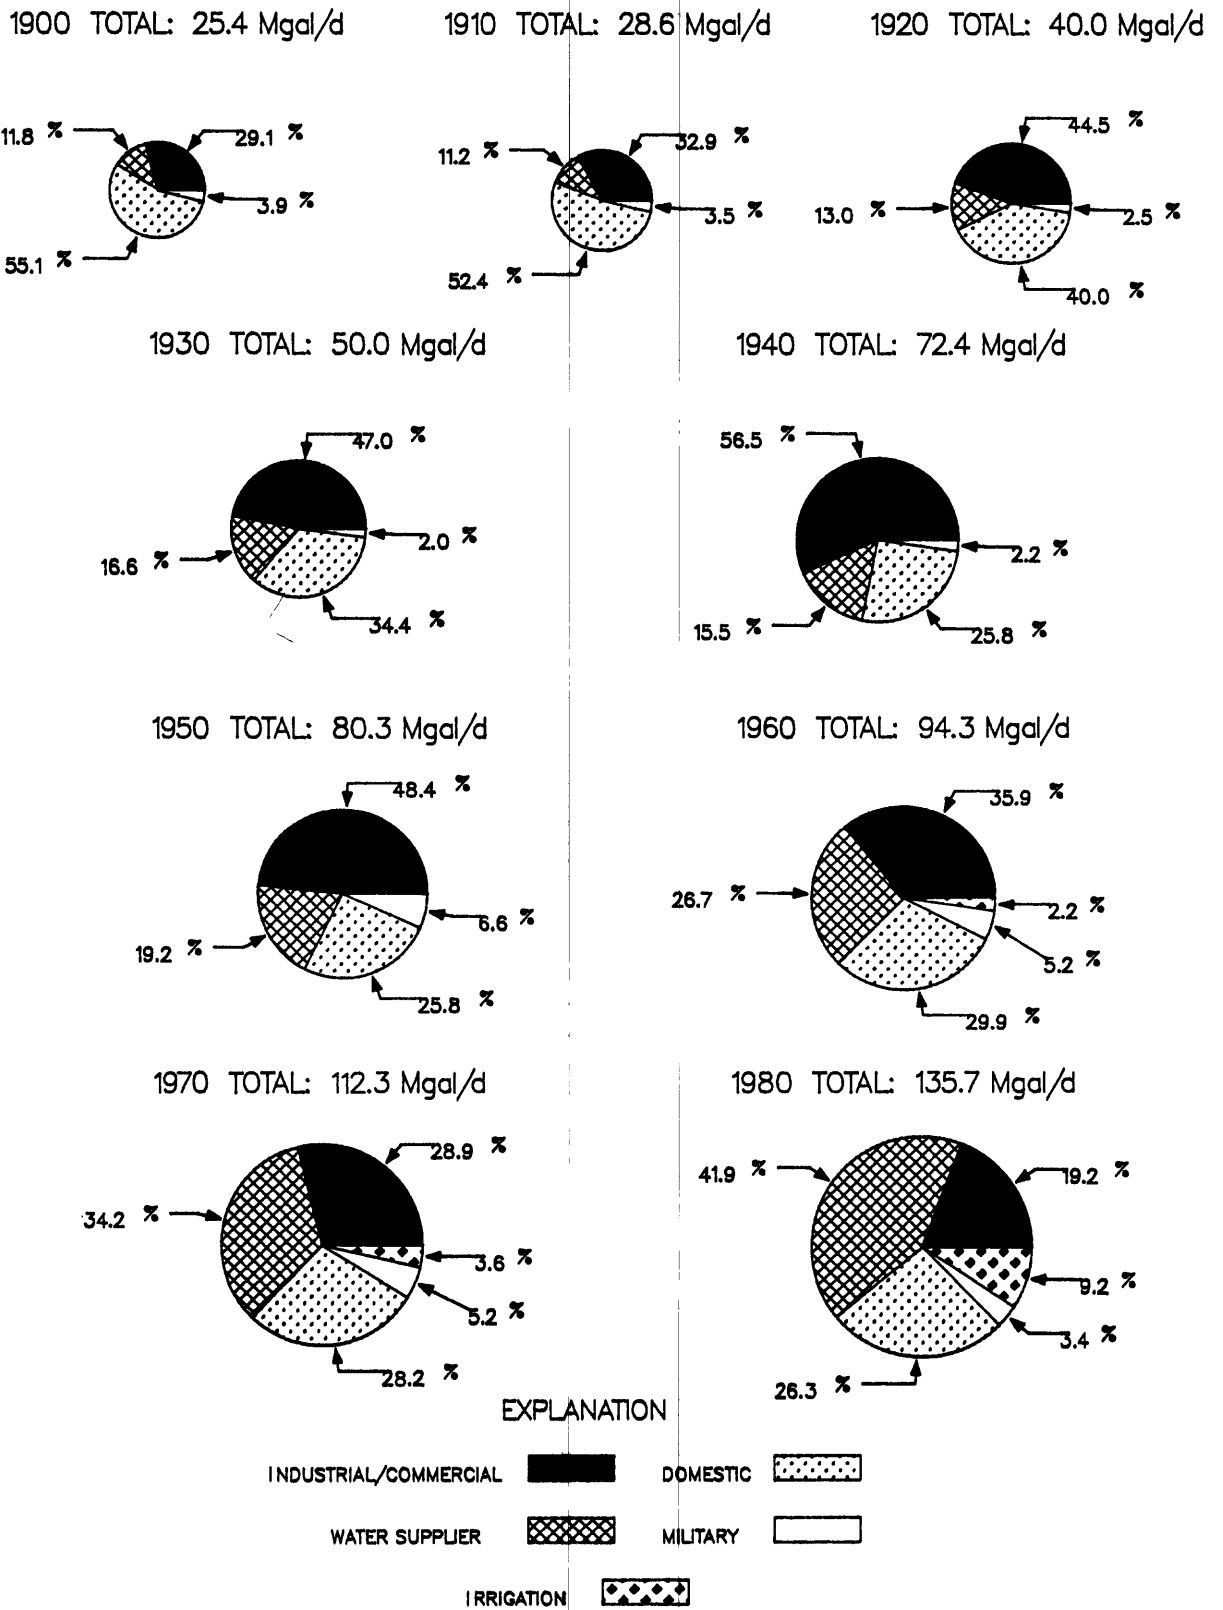 1900 TOTAL: 25.4 Mgal/d
1910 TOTAL: 28.6 Mgal/d
1920 TOTAL: 40.0 Mgal/d
11.8 %
29.1 %
3.9 %
55.1 %
11.2 %
32.9 %
3.5 %
52.4 %
44.5 %
13.0 %
2.5 %
40.0 %
1930 TOTAL: 50.0 Mgal/d
1940 TOTAL: 72.4 Mgal/d
47.0 %
16.6 %
2.0 %
34.4 %
56.5 %
2.2 %
15.5 %
25.8 %
1950 TOTAL: 80.3 Mgal/d
1960 TOTAL: 94.3 Mgal/d
48.4 %
6.6 %
19.2 %
25.8 %
35.9 %
26.7 %
2.2 %
5.2 %
29.9 %
1970 TOTAL: 112.3 Mgal/d
1980 TOTAL: 135.7 Mgal/d
28.9 %
34.2 %
3.6 %
5.2 %
28.2 %
41.9 %
19.2 %
9.2 %
3.4 %
26.3 %
EXPLANATION
INDUSTRIAL/COMMERCIAL
DOMESTIC
WATER SUPPLIER
MILITARY
IRRIGATION